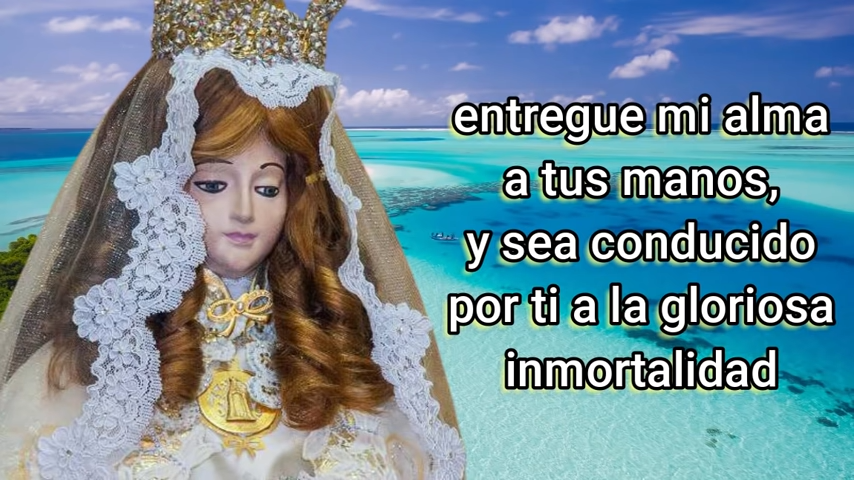 entregue mi alma
a tus manos,
y sea conducido
por ti a la gloriosa
inmortalidad